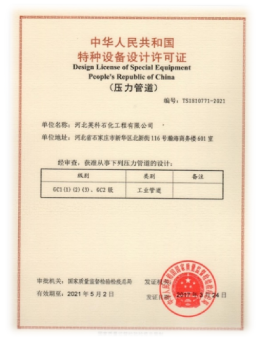 中华人民共和国
特种设备设计许可证
Design License of Special Equipment
People's Republic of China
（压力管道）
编号：TS1810771-2021
单位名称：河北英科石化工程有限公司
单位地址：河北省石家庄市新华区北新街116号瀚海商务楼601室
经审查，获准从事下列压力管道的设计：
级别 类别 备注
GC1(1)(2)(3)、GC2级 工业管道
审批机关：国家质量监督检验检疫总局
有效期至：2021年5月2日